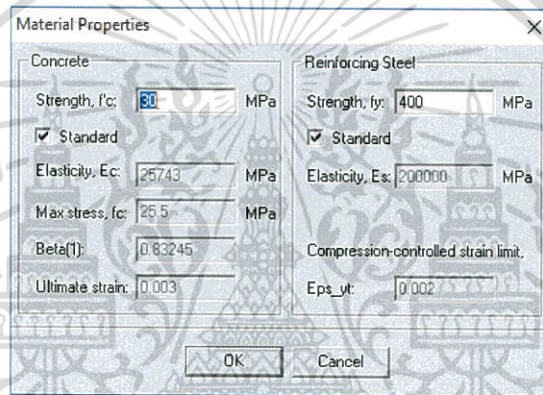 Material Properties
Concrete
Strength, f'c: 30 MPa
Standard
Elasticity, Ec: 25743 MPa
Max stress, fc: 25.5 MPa
Beta(1): 0.83245
Ultimate strain: 0.003
Reinforcing Steel
Strength, fy: 400 MPa
Standard
Elasticity, Es: 200000 MPa
Compression-controlled strain limit,
Eps_yt: 0.002
OK Cancel